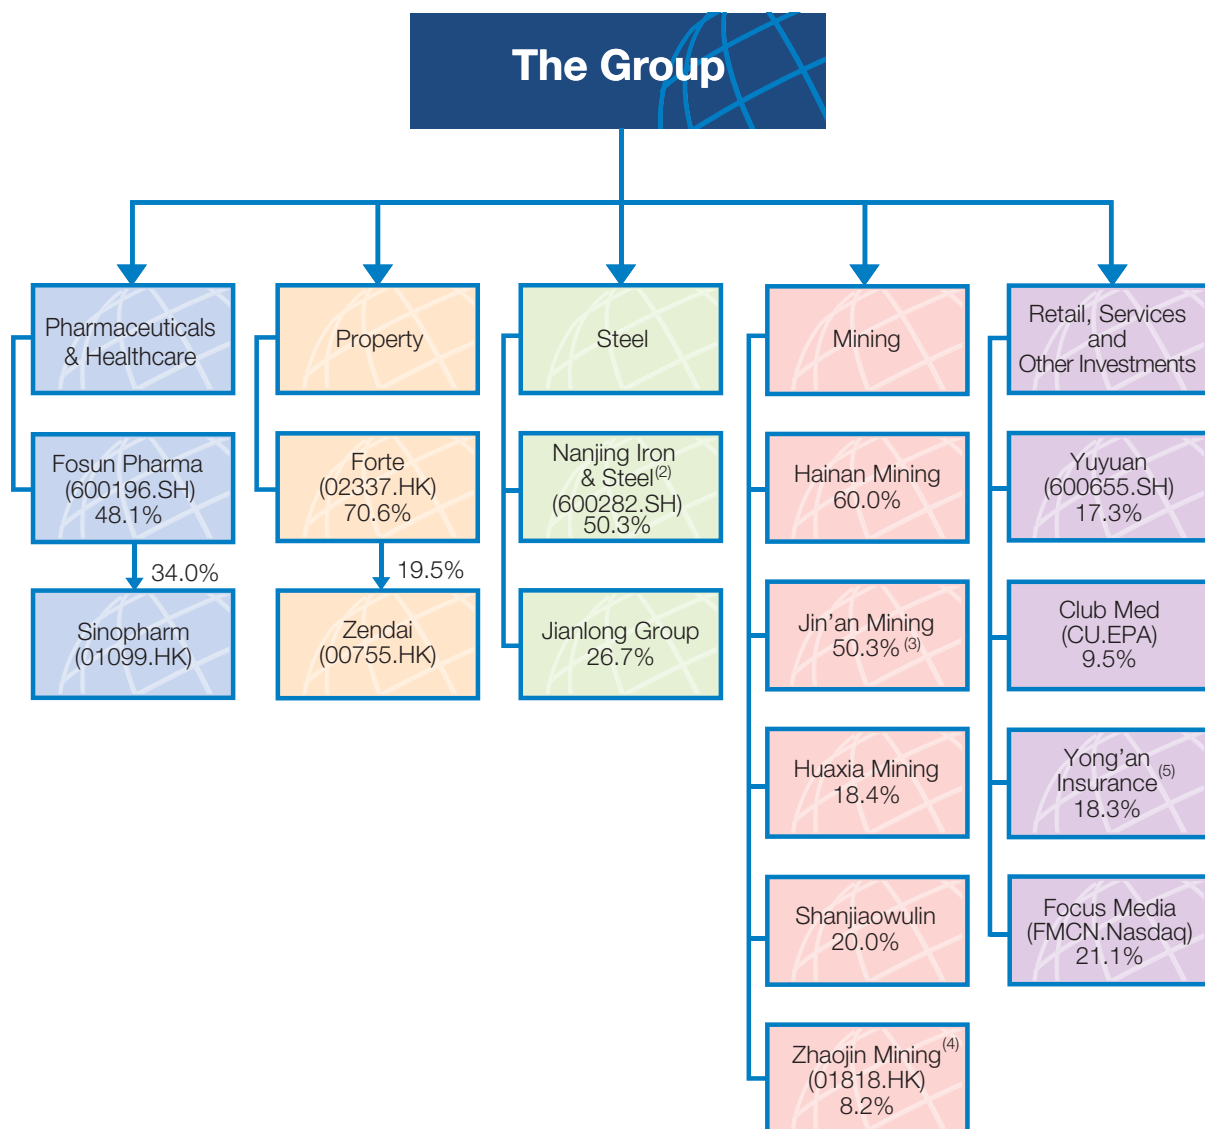 The Group
Pharmaceuticals
& Healthcare
Fosun Pharma
(600196.SH)
48.1%
34.0%
Sinopharm
(01099.HK)
Property
Forte
(02337.HK)
70.6%
19.5%
Zendai
(00755.HK)
Steel
Nanjing Iron
& Steel(2)
(600282.SH)
50.3%
Jianlong Group
26.7%
Mining
Hainan Mining
60.0%
Jin’an Mining
50.3% (3)
Huaxia Mining
18.4%
Shanjiaowulin
20.0%
Zhaojin Mining(4)
(01818.HK)
8.2%
Retail, Services
and
Other Investments
Yuyuan
(600655.SH)
17.3%
Club Med
(CU.EPA)
9.5%
Yong’an
Insurance(5)
18.3%
Focus Media
(FMCN.Nasdaq)
21.1%